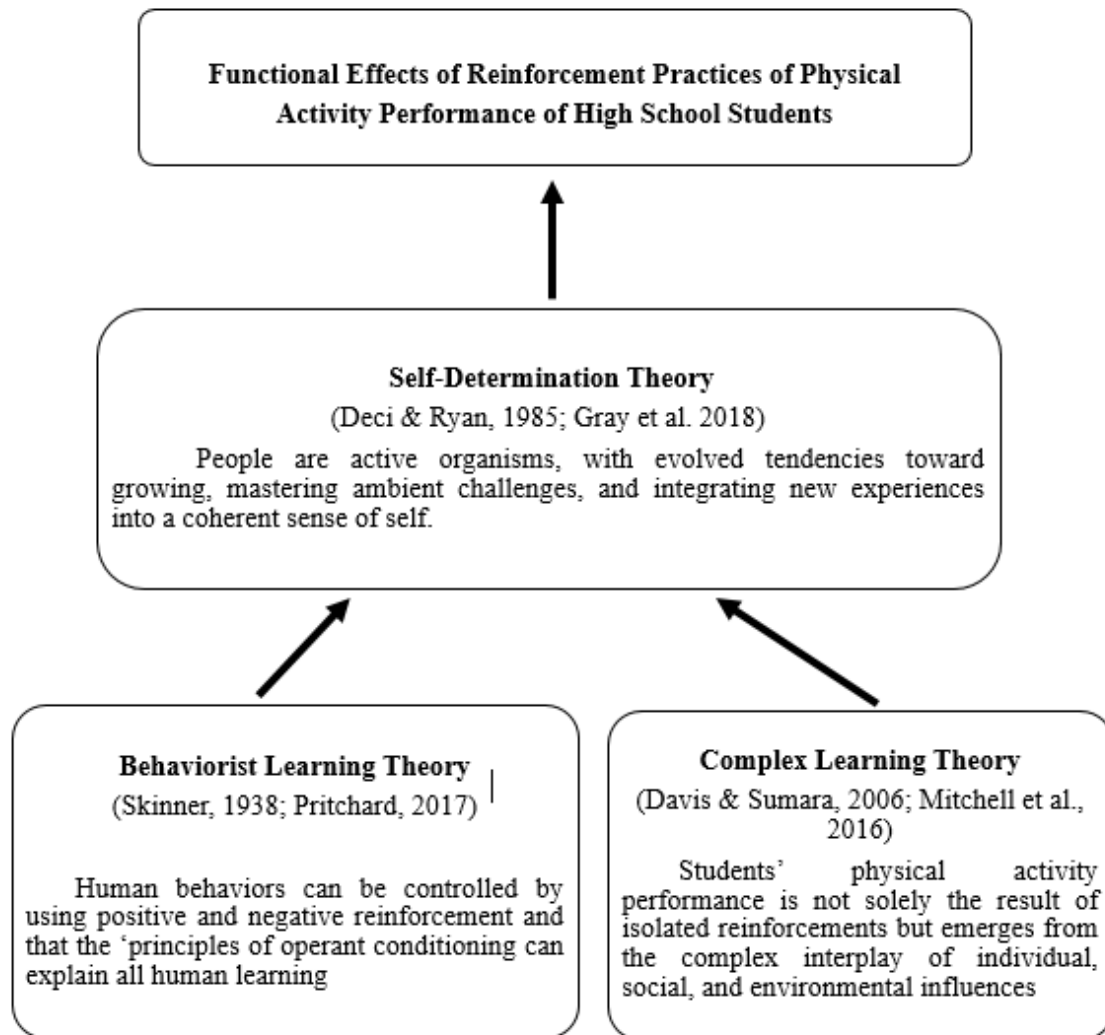 Functional Effects of Reinforcement Practices of Physical
Activity Performance of High School Students
Self-Determination Theory
(Deci & Ryan, 1985; Gray et al. 2018)
People are active organisms, with evolved tendencies toward
growing, mastering ambient challenges, and integrating new experiences
into a coherent sense of self.
Behaviorist Learning Theory
(Skinner, 1938; Pritchard, 2017)
Human behaviors can be controlled by
using positive and negative reinforcement and
that the ‘principles of operant conditioning can
explain all human learning
Complex Learning Theory
(Davis & Sumara, 2006; Mitchell et al.,
2016)
Students’ physical activity
performance is not solely the result of
isolated reinforcements but emerges from
the complex interplay of individual,
social, and environmental influences